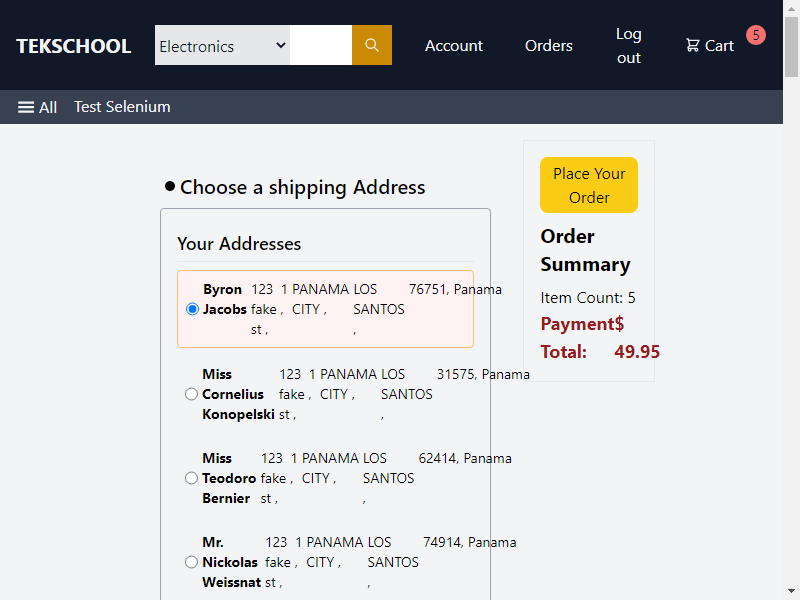 TEKSCHOOL
Electronics
Account
Orders
Log
out
Cart
5
All
Test Selenium
Choose a shipping Address
Your Addresses
Byron 123 1 PANAMA LOS 76751, Panama
Jacobs fake , CITY , SANTOS
st , ,
Miss 123 1 PANAMA LOS 31575, Panama
Cornelius fake , CITY , SANTOS
Konopelski st , ,
Miss 123 1 PANAMA LOS 62414, Panama
Teodoro fake , CITY , SANTOS
Bernier st , ,
Mr. 123 1 PANAMA LOS 74914, Panama
Nickolas fake , CITY , SANTOS
Weissnat st , ,
Place Your
Order
Order
Summary
Item Count: 5
Payment$
Total: 49.95